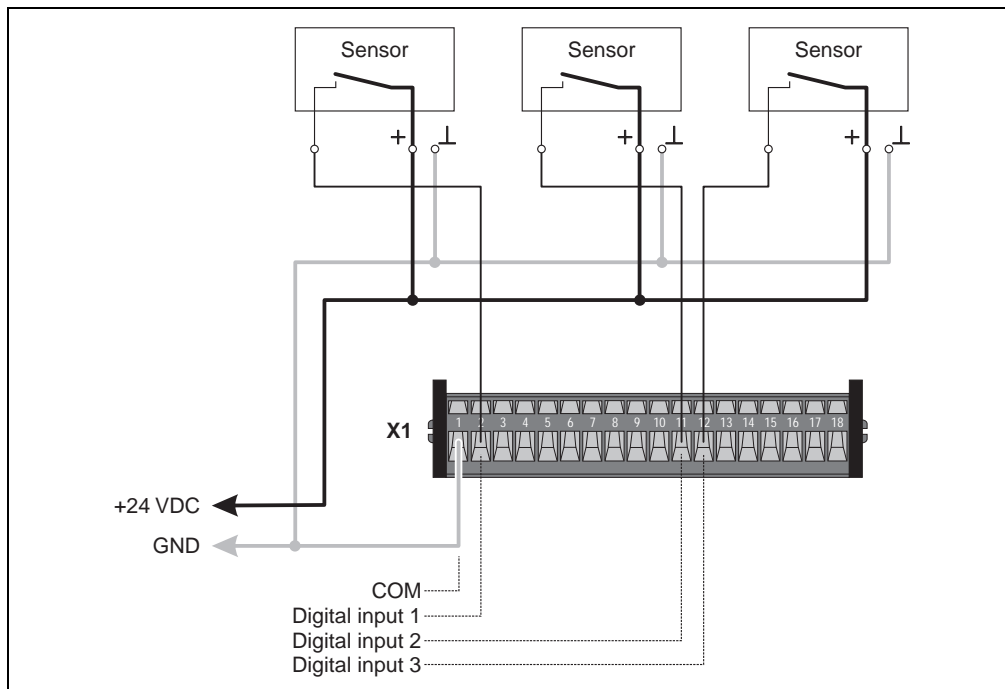 Sensor Sensor Sensor
+ ⊥ + ⊥ + ⊥
X1 1 2 3 4 5 6 7 8 9 10 11 12 13 14 15 16 17 18
+24 VDC
GND
COM
Digital input 1
Digital input 2
Digital input 3